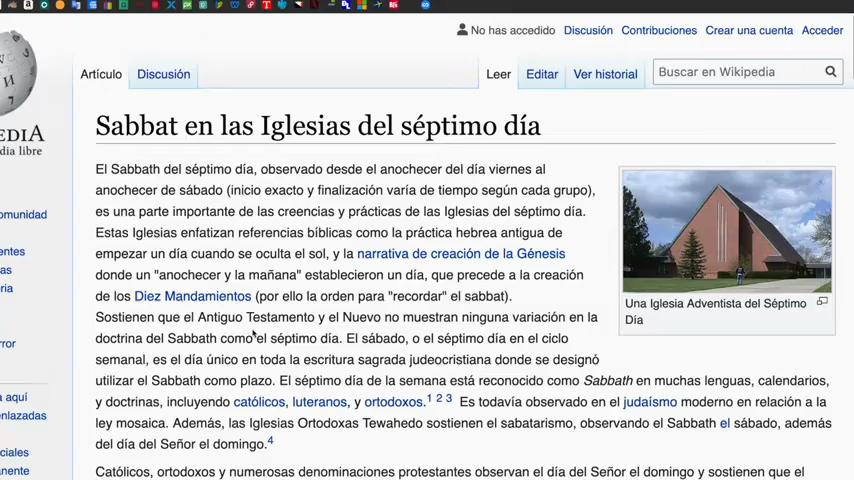 No has accedido Discusión Contribuciones Crear una cuenta Acceder
Artículo Discusión Leer Editar Ver historial Buscar en Wikipedia
Sabbat en las Iglesias del séptimo día
El Sabbath del séptimo día, observado desde el anochecer del día viernes al
anochecer de sábado (inicio exacto y finalización varía de tiempo según cada grupo),
es una parte importante de las creencias y prácticas de las Iglesias del séptimo día.
Estas Iglesias enfatizan referencias bíblicas como la práctica hebrea antigua de
empezar un día cuando se oculta el sol, y la narrativa de creación de la Génesis
donde un "anochecer y la mañana" establecieron un día, que precede a la creación
de los Diez Mandamientos (por ello la orden para "recordar" el sabbat).
Sostienen que el Antiguo Testamento y el Nuevo no muestran ninguna variación en la
doctrina del Sabbath como el séptimo día. El sábado, o el séptimo día en el ciclo
semanal, es el día único en toda la escritura sagrada judeocristiana donde se designó
utilizar el Sabbath como plazo. El séptimo día de la semana está reconocido como Sabbath en muchas lenguas, calendarios,
y doctrinas, incluyendo católicos, luteranos, y ortodoxos.1 2 3 Es todavía observado en el judaísmo moderno en relación a la
ley mosaica. Además, las Iglesias Ortodoxas Tewahedo sostienen el sabatarismo, observando el Sabbath el sábado, además
del día del Señor el domingo.4
Católicos, ortodoxos y numerosas denominaciones protestantes observan el día del Señor el domingo y sostienen que el
Una Iglesia Adventista del Séptimo
Día
PEDIA
dia libre
omunidad
entes
as
ria
rror
a aquí
enlazadas
ciales
anente